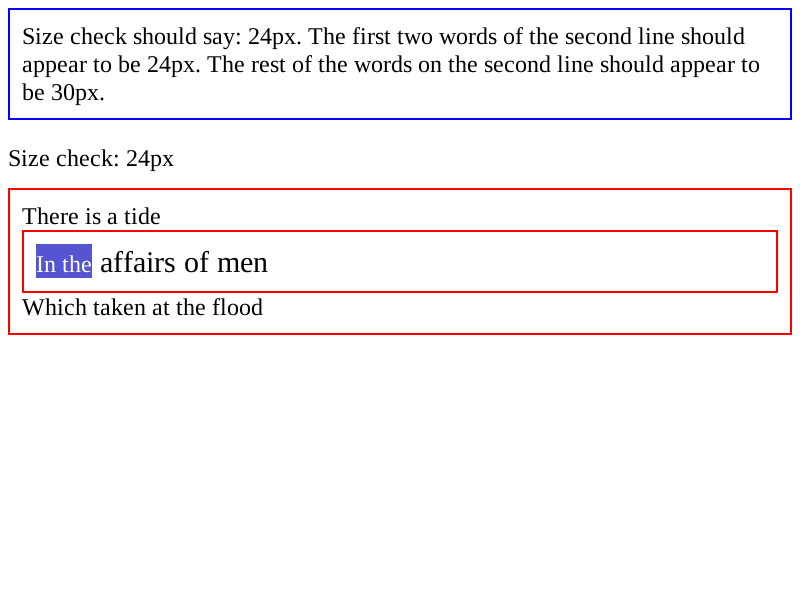 Size check should say: 24px. The first two words of the second line should
appear to be 24px. The rest of the words on the second line should appear to
be 30px.
Size check: 24px
There is a tide
In the affairs of men
Which taken at the flood